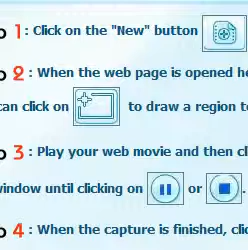 o 1 : Click on the "New" button
o 2 : When the web page is opened he
can click on to draw a region t
o 3 : Play your web movie and then cl
window until clicking on or .
o 4 : When the capture is finished, clic